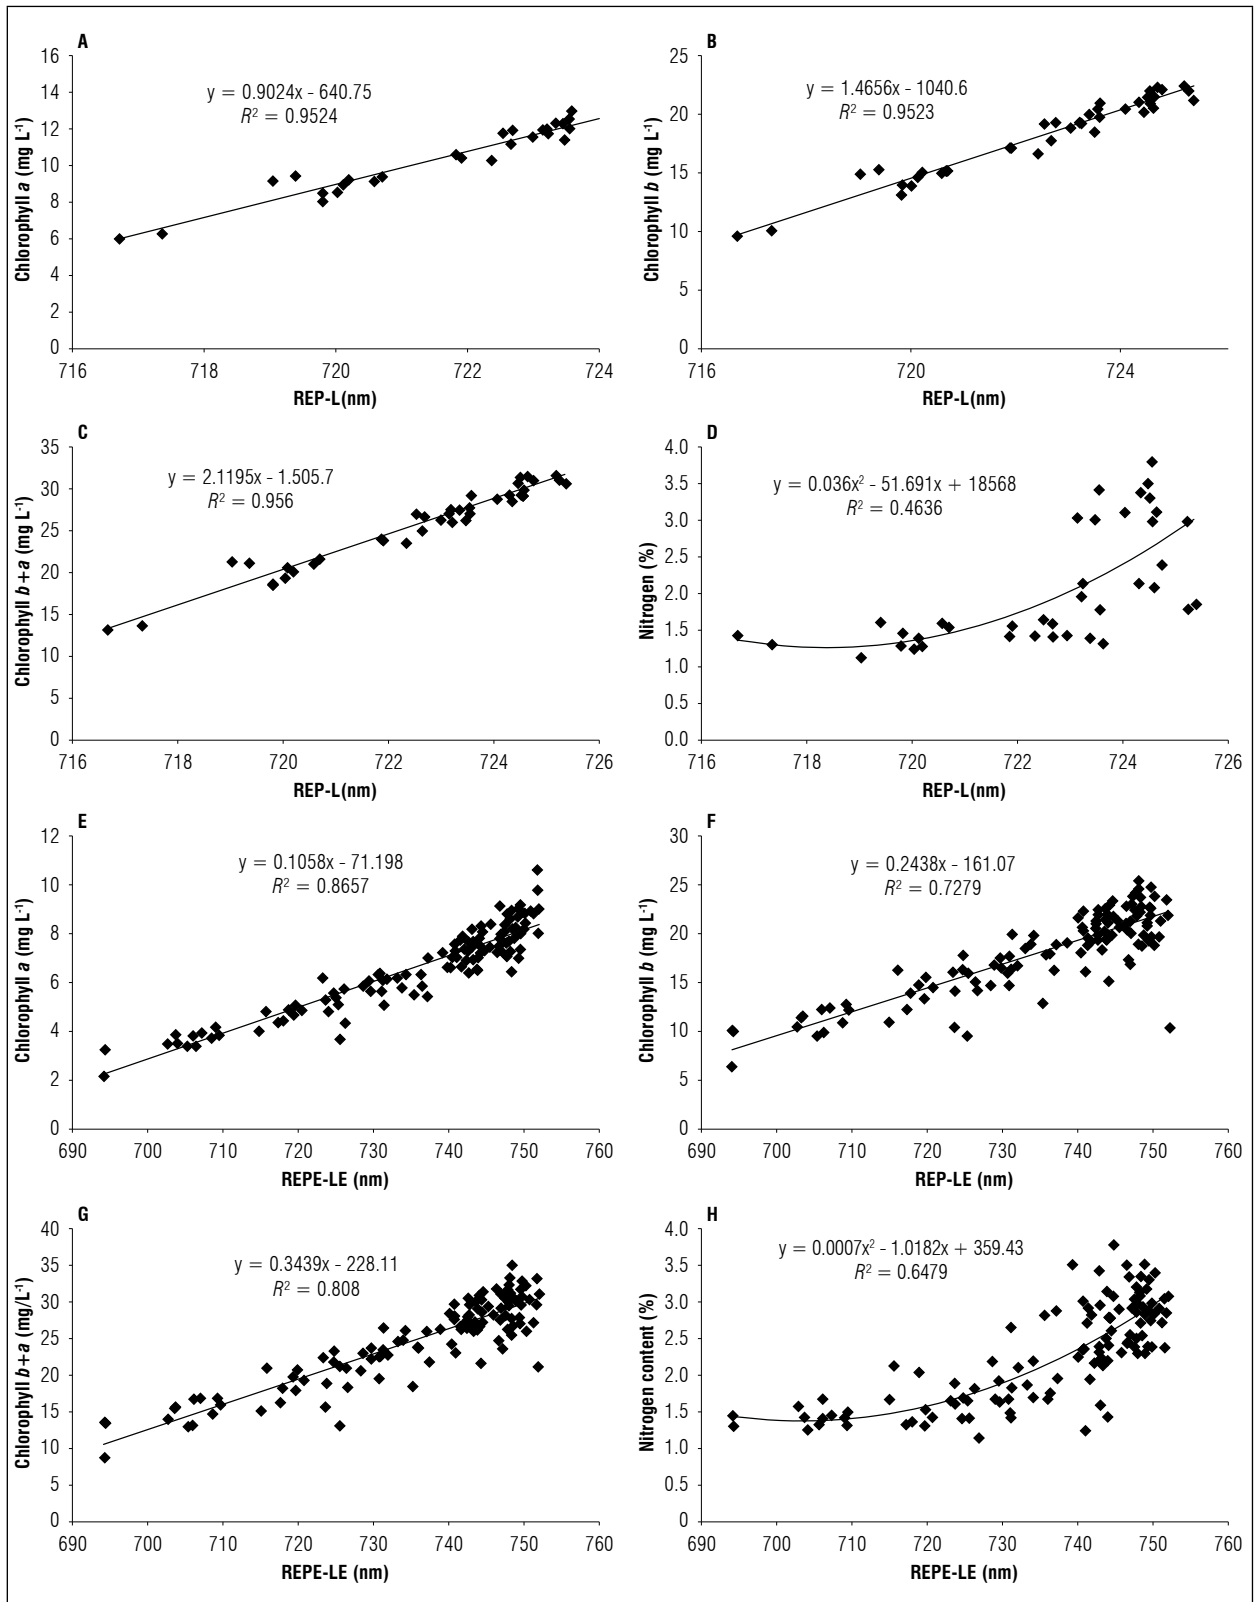 A
16
14
12
10
8
6
4
2
0
y = 0.9024x - 640.75
R² = 0.9524
Chlorophyll a (mg L-1)
716 718 720 722 724
REP-L(nm)
B
25
20
15
10
5
0
y = 1.4656x - 1040.6
R² = 0.9523
Chlorophyll b (mg L-1)
716 720 724
REP-L(nm)
C
35
30
25
20
15
10
5
0
y = 2.1195x - 1.505.7
R² = 0.956
Chlorophyll b+a (mg L-1)
716 718 720 722 724 726
REP-L(nm)
D
4.0
3.5
3.0
2.5
2.0
1.5
1.0
0.5
0.0
y = 0.036x² - 51.691x + 18568
R² = 0.4636
Nitrogen (%)
716 718 720 722 724 726
REP-L(nm)
E
12
10
8
6
4
2
0
y = 0.1058x - 71.198
R² = 0.8657
Chlorophyll a (mg L-1)
690 700 710 720 730 740 750 760
REPE-LE (nm)
F
30
25
20
15
10
5
0
y = 0.2438x - 161.07
R² = 0.7279
Chlorophyll b (mg L-1)
690 700 710 720 730 740 750 760
REP-LE (nm)
G
40
35
30
25
20
15
10
5
0
y = 0.3439x - 228.11
R² = 0.808
Chlorophyll b+a (mg/L-1)
690 700 710 720 730 740 750 760
REPE-LE (nm)
H
4.0
3.5
3.0
2.5
2.0
1.5
1.0
0.5
0
y = 0.0007x² - 1.0182x + 359.43
R² = 0.6479
Nitrogen content (%)
690 700 710 720 730 740 750 760
REPE-LE (nm)